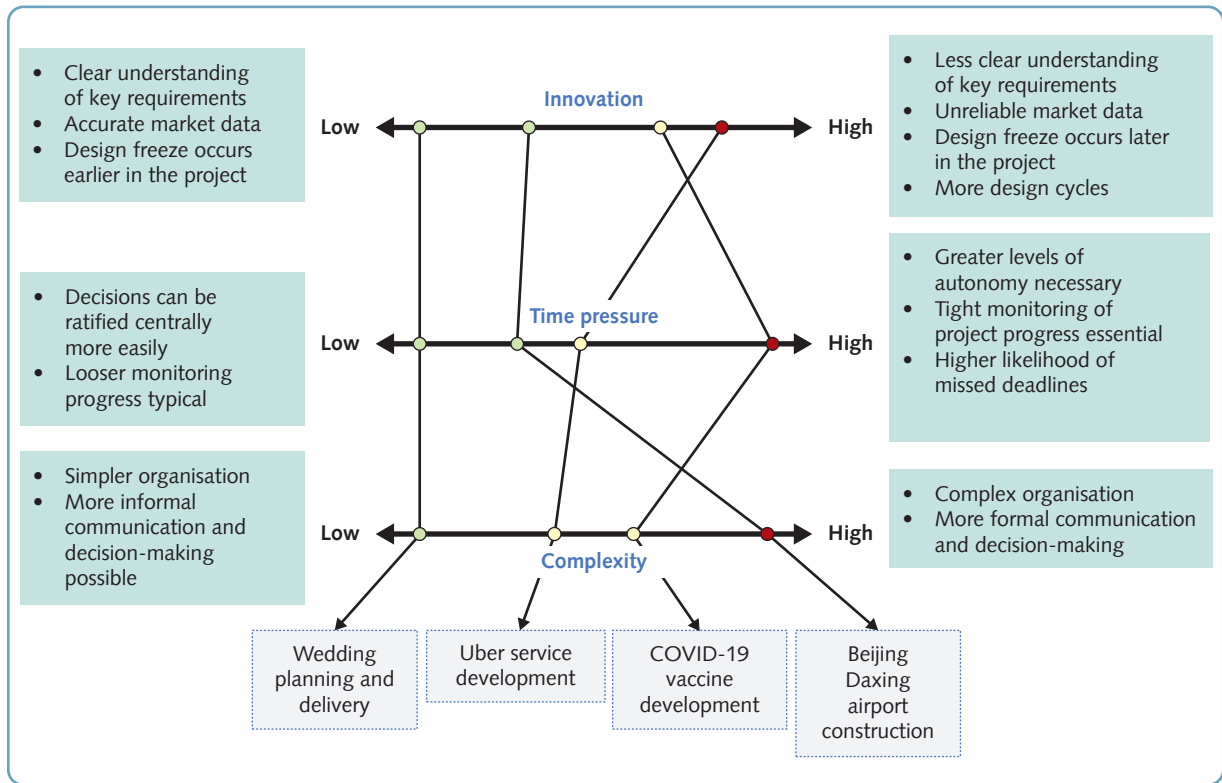 • Clear understanding
of key requirements
• Accurate market data
• Design freeze occurs
earlier in the project
Innovation
Low
High
• Less clear understanding
of key requirements
• Unreliable market data
• Design freeze occurs later
in the project
• More design cycles
• Decisions can be
ratified centrally
more easily
• Looser monitoring
progress typical
Time pressure
Low
High
• Greater levels of
autonomy necessary
• Tight monitoring of
project progress essential
• Higher likelihood of
missed deadlines
• Simpler organisation
• More informal
communication and
decision-making
possible
Low
High
Complexity
• Complex organisation
• More formal communication
and decision-making
Wedding
planning and
delivery
Uber service
development
COVID-19
vaccine
development
Beijing
Daxing
airport
construction